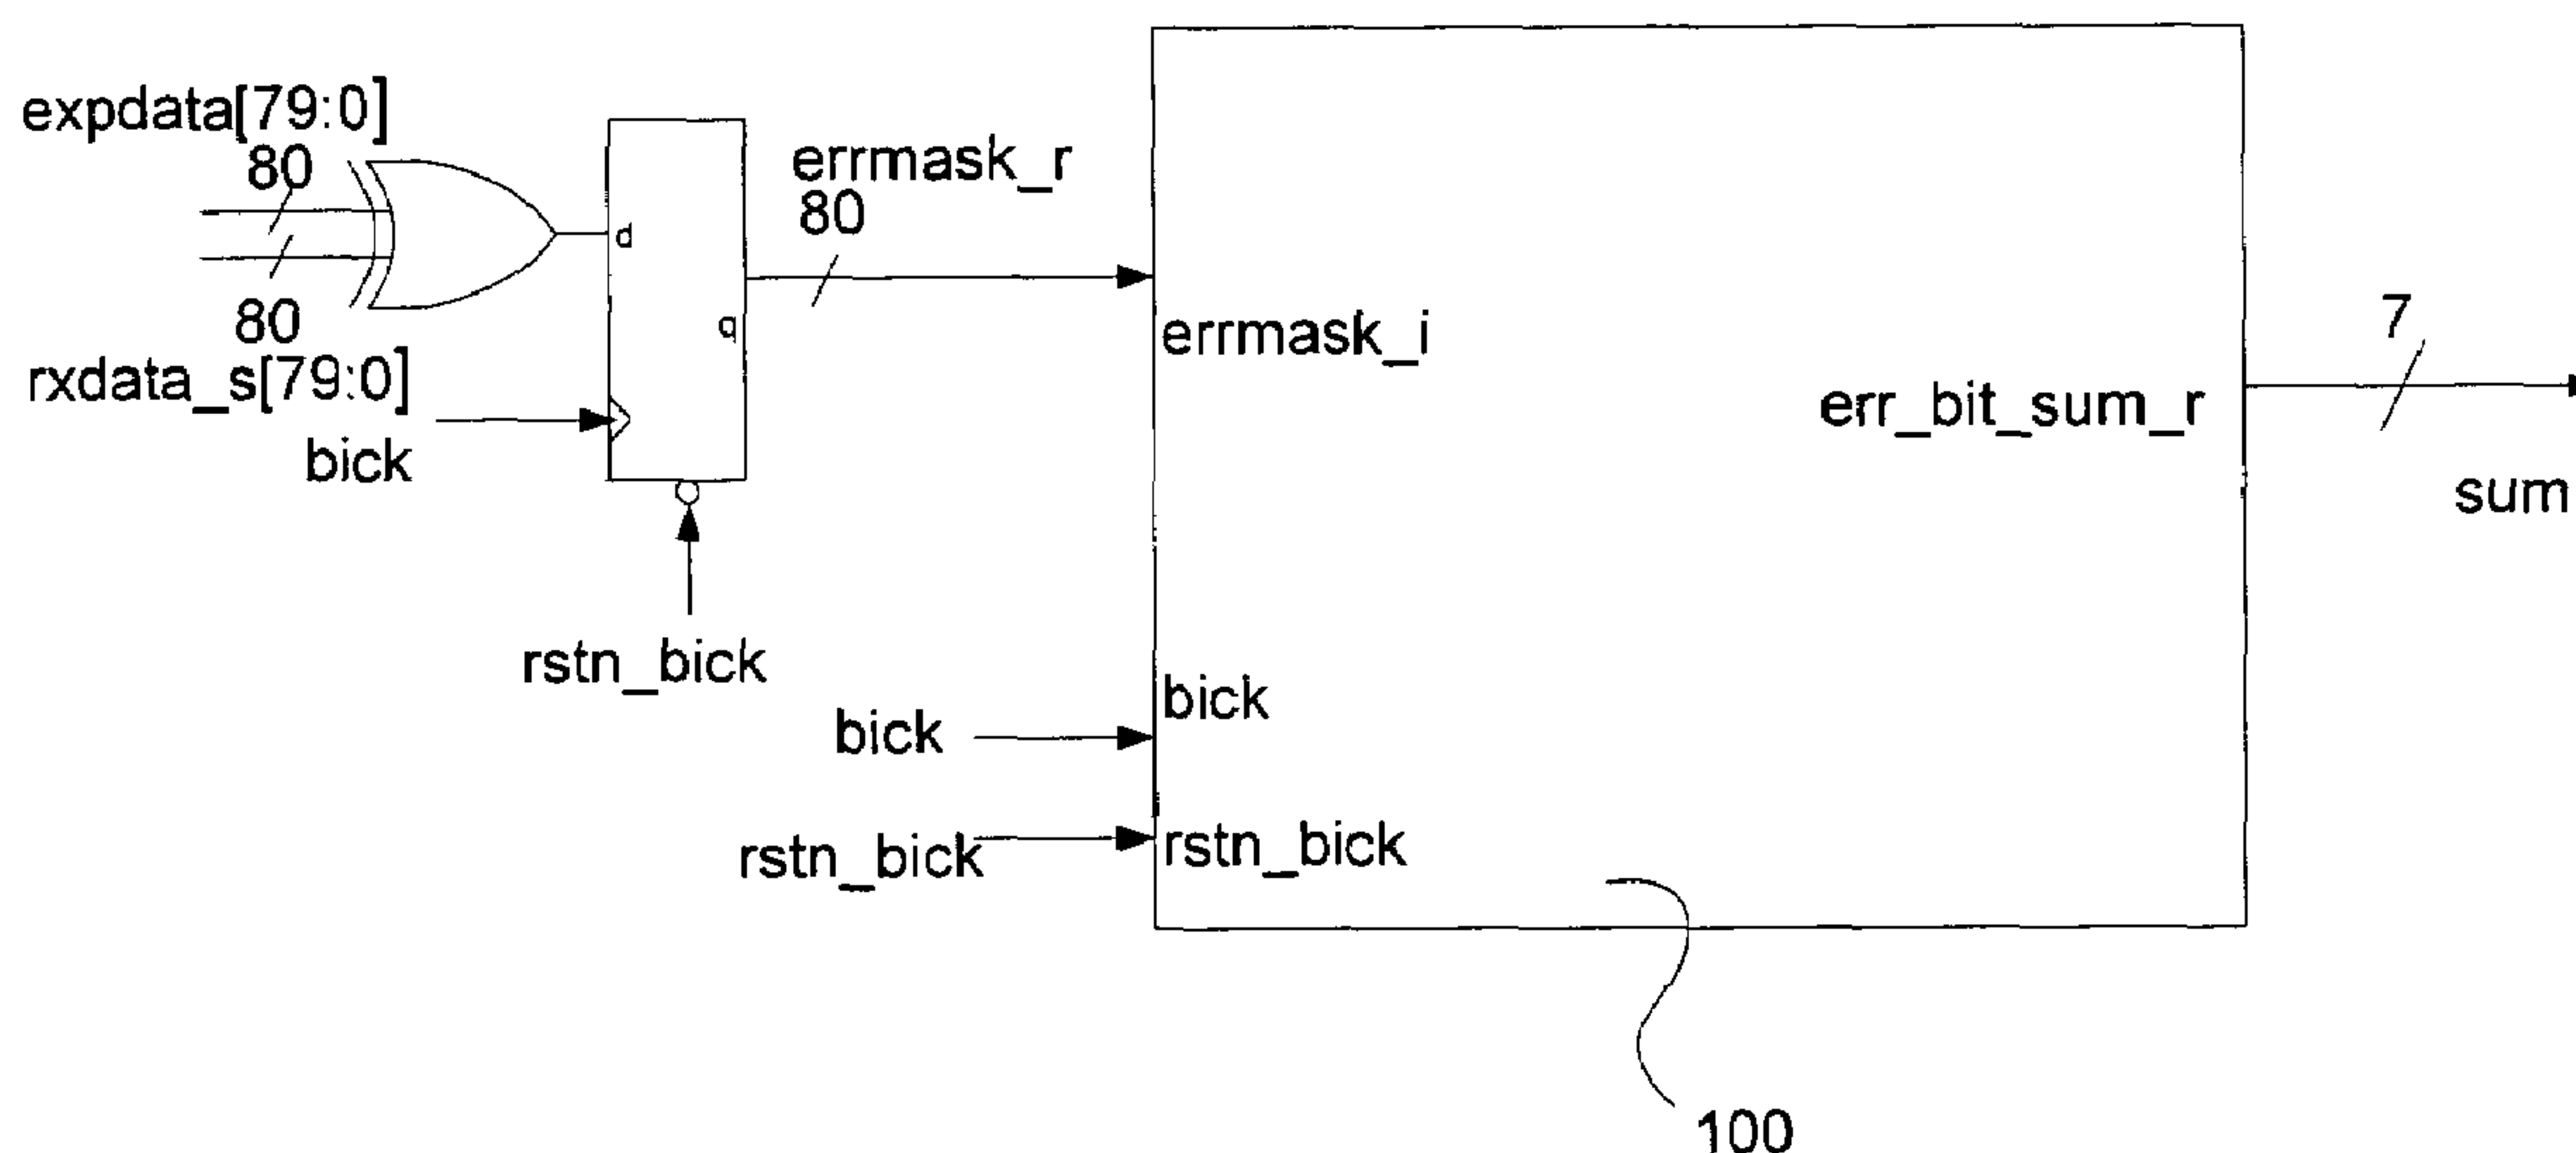 expdata[79:0]
80
80
rxdata_s[79:0]
bick
d
q
rstn_bick
errmask_r
80
errmask_i
bick
bick
rstn_bick
rstn_bick
err_bit_sum_r
7
sum
100